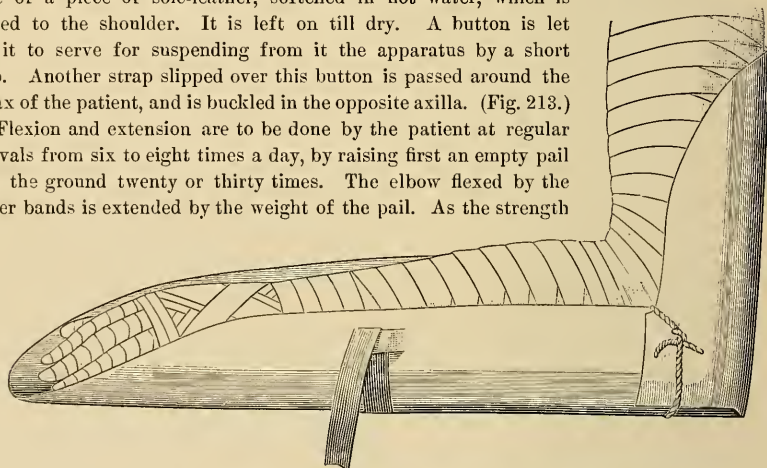 of a piece of sole-leather, softened in hot water, which is
ed to the shoulder. It is left on till dry. A button is let
it to serve for suspending from it the apparatus by a short
. Another strap slipped over this button is passed around the
x of the patient, and is buckled in the opposite axilla. (Fig. 213.)
Flexion and extension are to be done by the patient at regular
vals from six to eight times a day, by raising first an empty pail
the ground twenty or thirty times. The elbow flexed by the
er bands is extended by the weight of the pail. As the strength